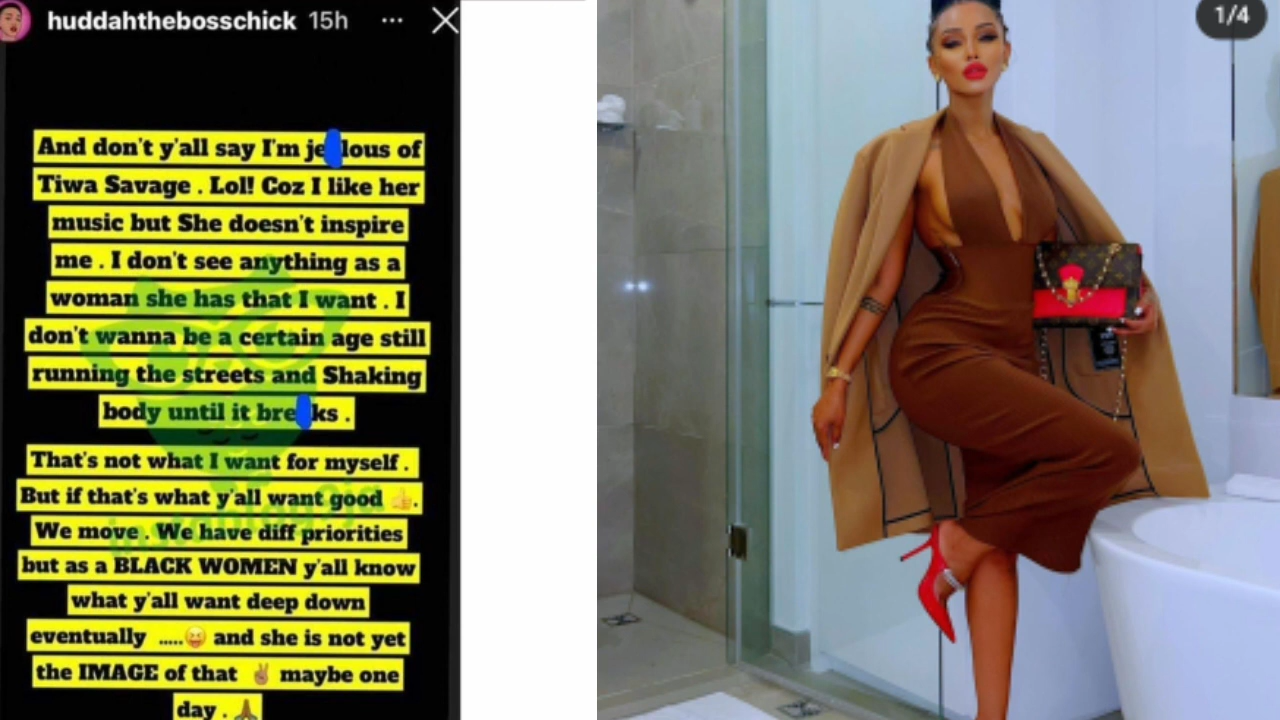 huddahthebosschick 15h
And don't y'all say I'm je lous of
Tiwa Savage . Lol! Coz I like her
music but She doesn't inspire
me . I don't see anything as a
woman she has that I want . I
don't wanna be a certain age still
running the streets and Shaking
body until it bre ks .
That's not what I want for myself .
But if that's what y'all want good 👍🏼.
We move . We have diff priorities
but as a BLACK WOMEN y'all know
what y'all want deep down
eventually .....😝 and she is not yet
the IMAGE of that ✌🏽 maybe one
day . 🙏🏽
1/4